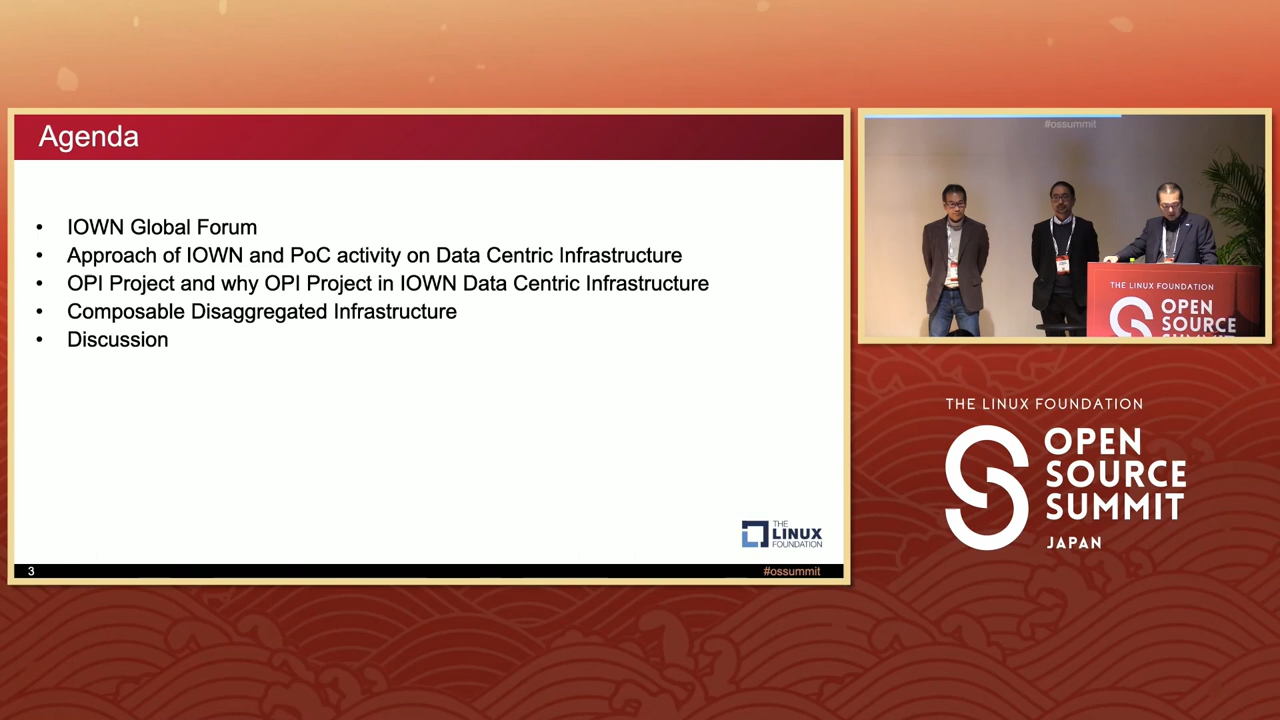 Agenda
• IOWN Global Forum
• Approach of IOWN and PoC activity on Data Centric Infrastructure
• OPI Project and why OPI Project in IOWN Data Centric Infrastructure
• Composable Disaggregated Infrastructure
• Discussion
THE
LINUX
FOUNDATION
3
#ossummit
#ossummit
THE LINUX FOUNDATION
OPEN
SOURCE
SUMMIT
THE LINUX FOUNDATION
OPEN
SOURCE
SUMMIT
JAPAN